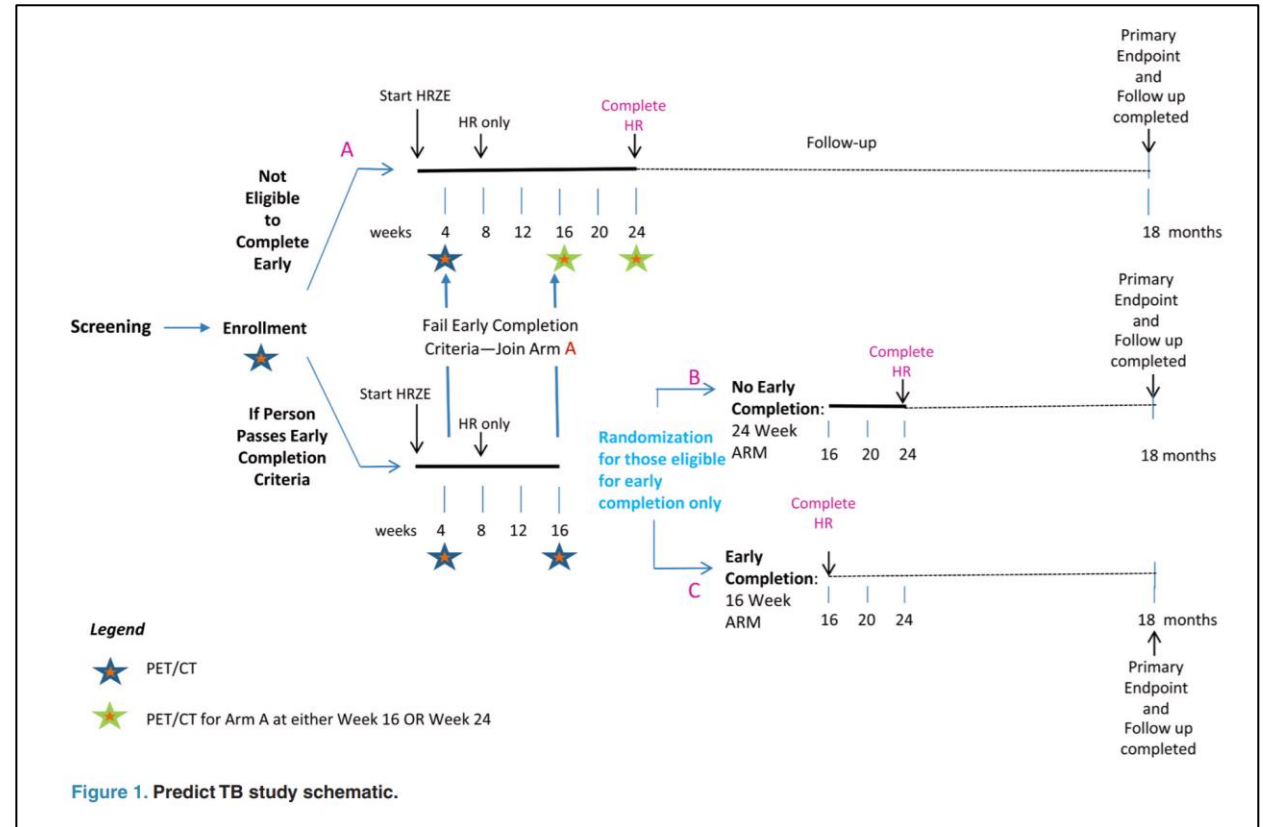 Primary
Endpoint
and
Follow up
completed
Start HRZE
HR only
Complete
HR
Follow-up
A
Not
Eligible
to
Complete
Early
weeks 4 8 12 16 20 24
18 months
Screening
Enrollment
Fail Early Completion
Criteria—Join Arm A
If Person
Passes Early
Completion
Criteria
Start HRZE
HR only
weeks 4 8 12 16
Randomization
for those eligible
for early
completion only
B
No Early
Completion:
24 Week
ARM
Complete
HR
16 20 24
Primary
Endpoint
and
Follow up
completed
18 months
C
Early
Completion:
16 Week
ARM
Complete
HR
16 20 24
18 months
Primary
Endpoint
and
Follow up
completed
Legend
PET/CT
PET/CT for Arm A at either Week 16 OR Week 24
Figure 1. Predict TB study schematic.